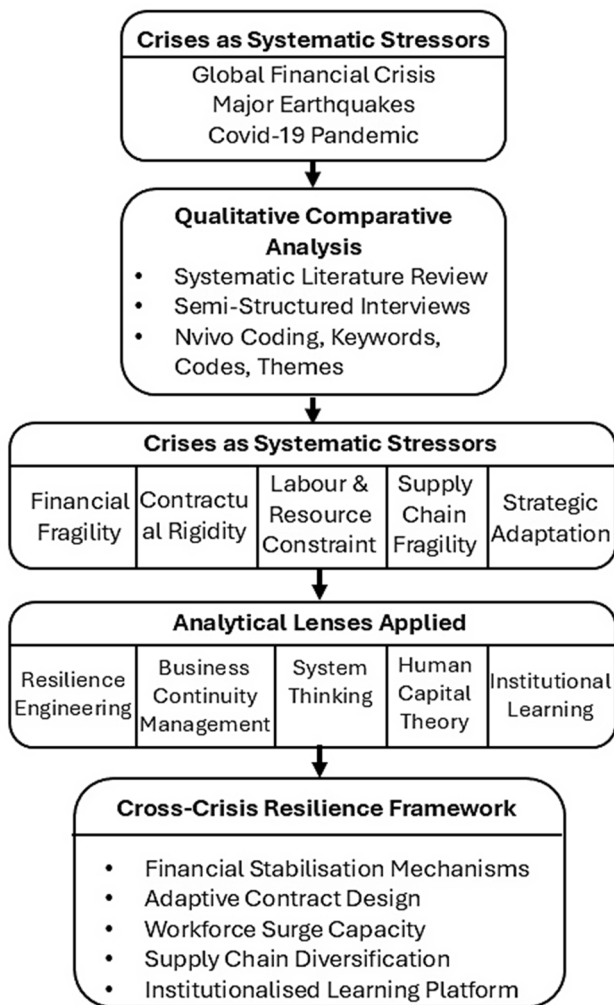 Crises as Systematic Stressors
Global Financial Crisis
Major Earthquakes
Covid-19 Pandemic
Qualitative Comparative
Analysis
• Systematic Literature Review
• Semi-Structured Interviews
• Nvivo Coding, Keywords,
Codes, Themes
Crises as Systematic Stressors
Financial
Fragility
Contractu
al Rigidity
Labour &
Resource
Constraint
Supply
Chain
Fragility
Strategic
Adaptation
Analytical Lenses Applied
Resilience
Engineering
Business
Continuity
Management
System
Thinking
Human
Capital
Theory
Institutional
Learning
Cross-Crisis Resilience Framework
• Financial Stabilisation Mechanisms
• Adaptive Contract Design
• Workforce Surge Capacity
• Supply Chain Diversification
• Institutionalised Learning Platform